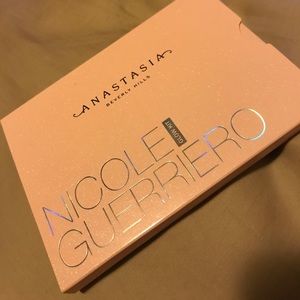 ANASTASIA
BEVERLY HILLS
NICOLE
GLOW KIT
GUERRIERO